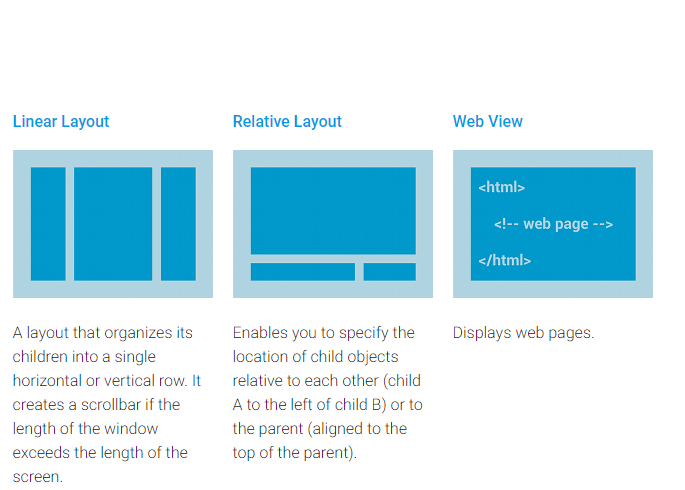 Linear Layout
Relative Layout
Web View
<html>
<!-- web page -->
</html>
A layout that organizes its
children into a single
horizontal or vertical row. It
creates a scrollbar if the
length of the window
exceeds the length of the
screen.
Enables you to specify the
location of child objects
relative to each other (child
A to the left of child B) or to
the parent (aligned to the
top of the parent).
Displays web pages.